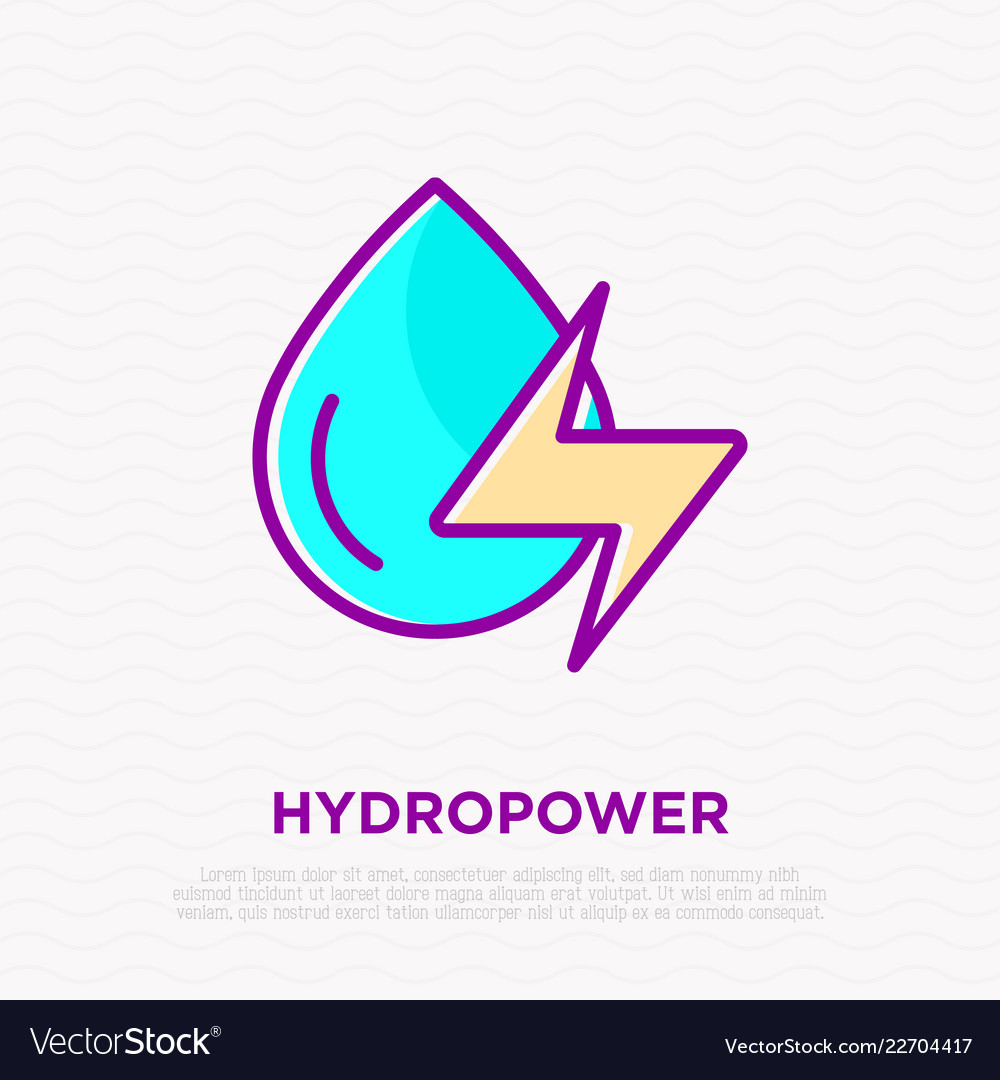 HYDROPOWER
Lorem ipsum dolor sit amet, consectetuer adipiscing elit, sed diam nonummy nibh
euismod tincidunt ut laoreet dolore magna aliquam erat volutpat. Ut wisi enim ad minim
veniam, quis nostrud exerci tation ullamcorper nisl ut aliquip ex ea commodo consequat.
VectorStock®
VectorStock.com/22704417